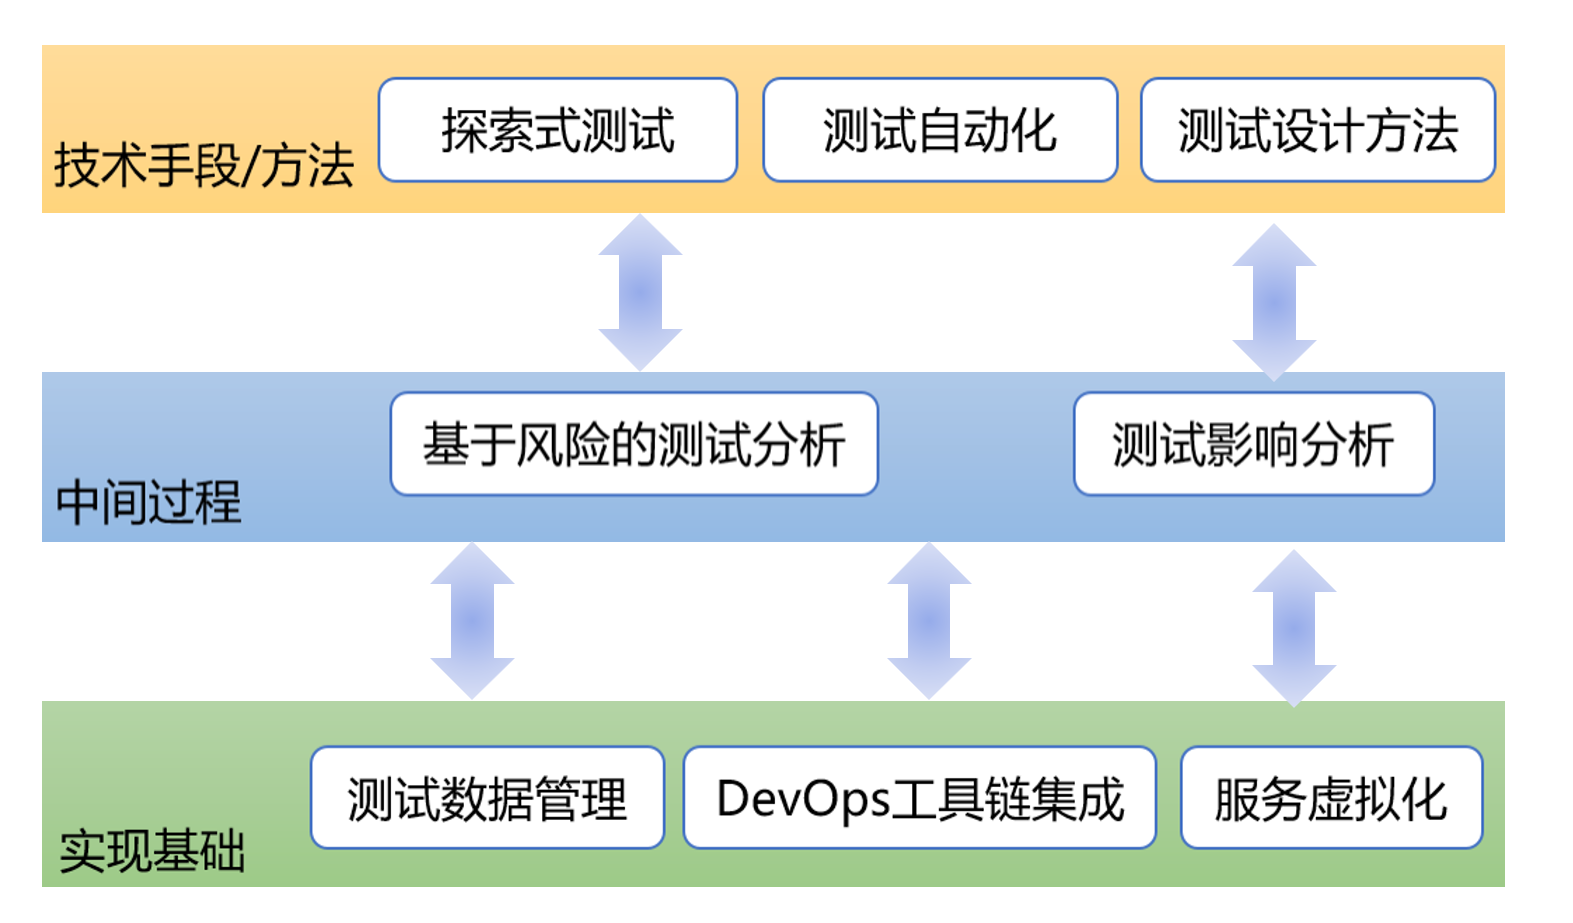 技术手段/方法
探索式测试
测试自动化
测试设计方法
中间过程
基于风险的测试分析
测试影响分析
实现基础
测试数据管理
DevOps工具链集成
服务虚拟化